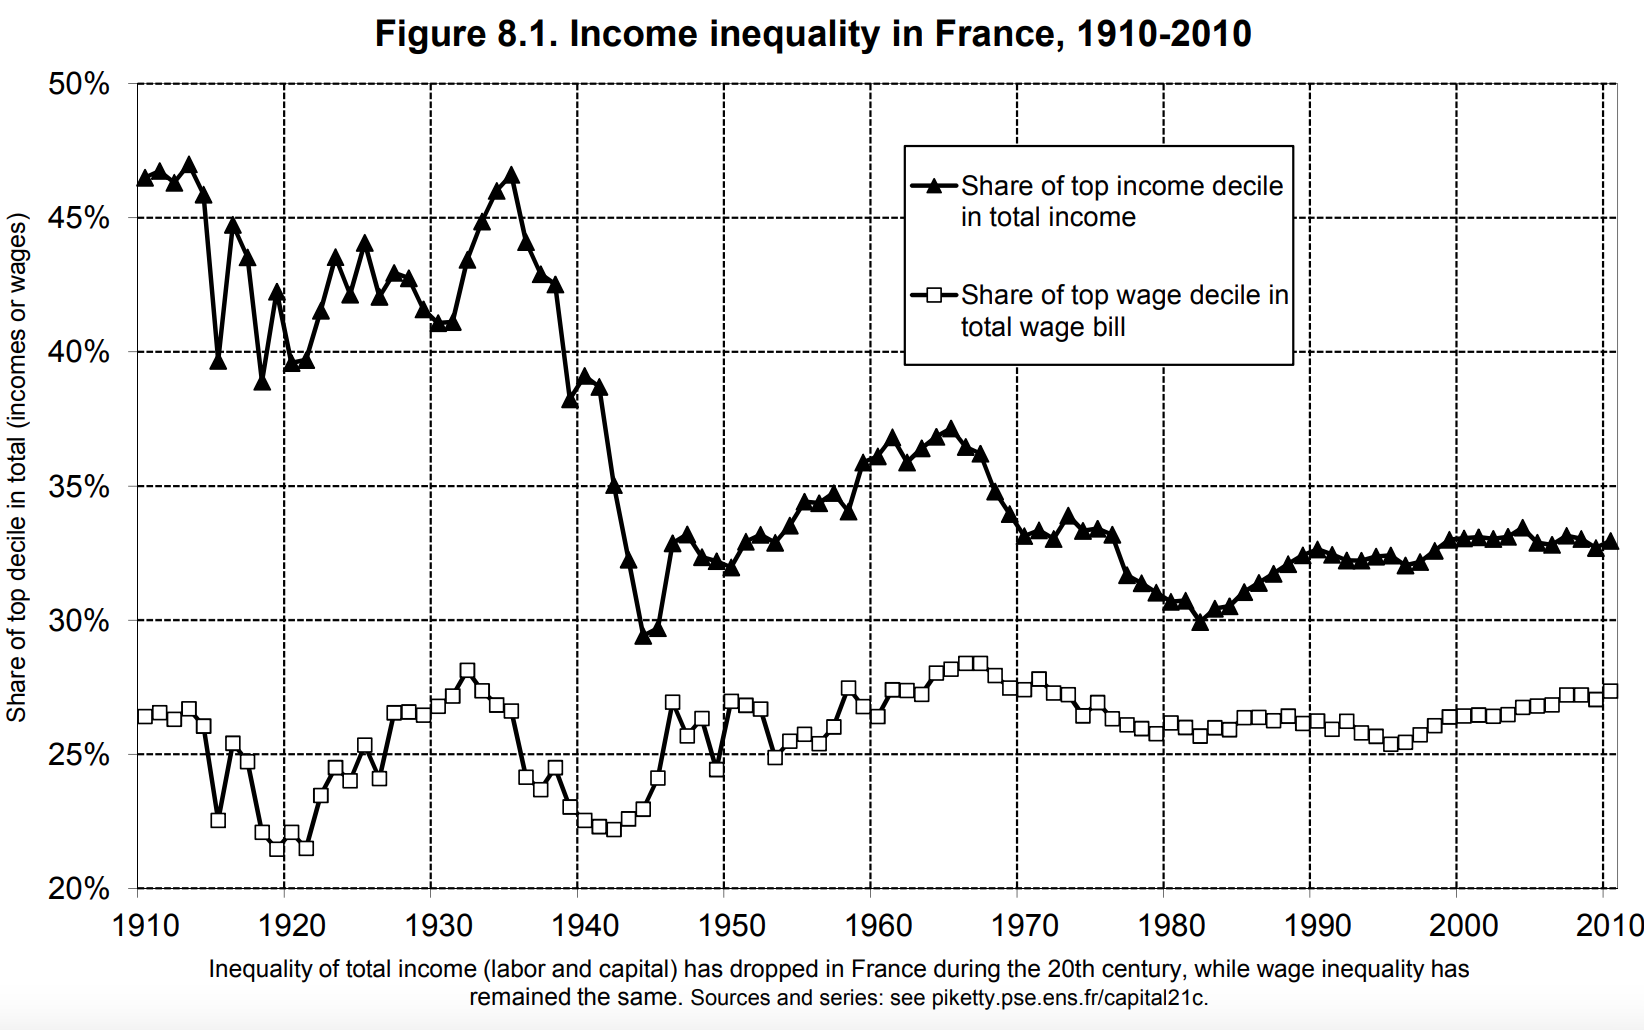 Figure 8.1. Income inequality in France, 1910-2010
Share of top decile in total (incomes or wages)
50%
45%
40%
35%
30%
25%
20%
Share of top income decile
in total income
Share of top wage decile in
total wage bill
1910 1920 1930 1940 1950 1960 1970 1980 1990 2000 2010
Inequality of total income (labor and capital) has dropped in France during the 20th century, while wage inequality has
remained the same. Sources and series: see piketty.pse.ens.fr/capital21c.